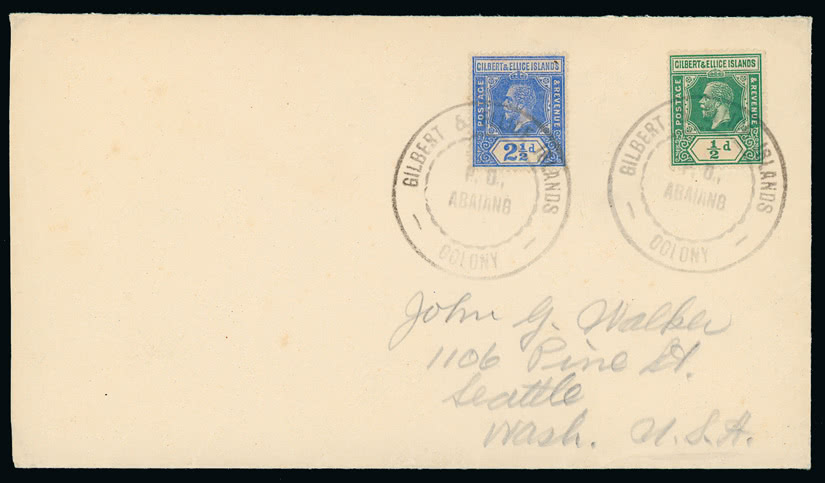 GILBERT & ELLICE ISLANDS
POSTAGE
& REVENUE
2½d
GILBERT & ELLICE ISLANDS
POSTAGE
& REVENUE
½d
GILBERT & ISLANDS
P. O.,
ABAIANG
COLONY
GILBERT ISLANDS
P. O.,
ABAIANG
COLONY
John G. Walker
1106 Pine St.
Seattle
Wash. U.S.A.